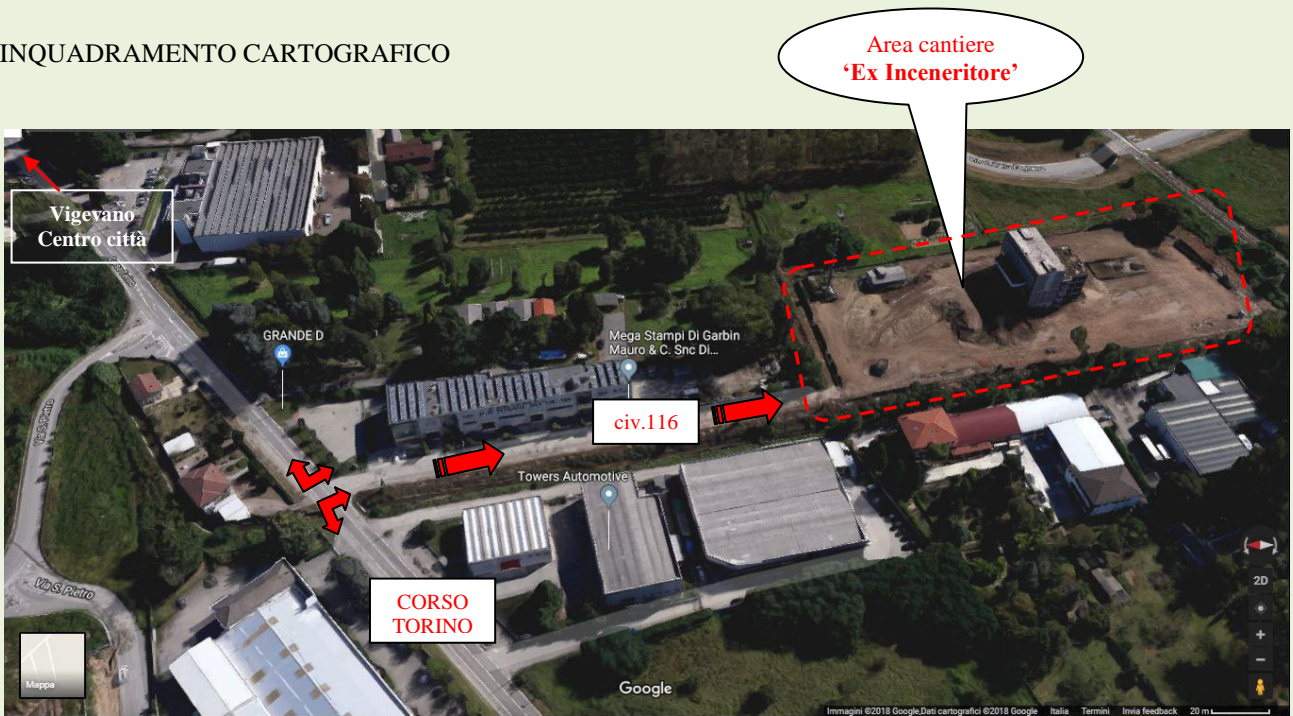 INQUADRAMENTO CARTOGRAFICO
Area cantiere
‘Ex Inceneritore’
Vigevano
Centro città
GRANDE D
Mega Stampi Di Garbin
Mauro & C. Snc Di...
civ.116
Via S. Pietro
Towers Automotive
Via S. Pietro
CORSO
TORINO
2D
Mappa
Google
Immagini ©2018 Google,Dati cartografici ©2018 Google Italia Termini Invia feedback 20 m